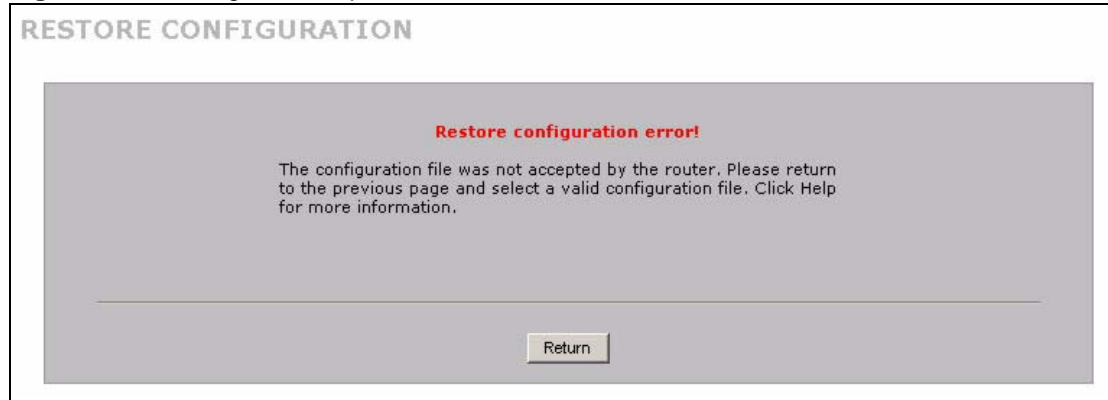 RESTORE CONFIGURATION
Restore configuration error!
The configuration file was not accepted by the router. Please return
to the previous page and select a valid configuration file. Click Help
for more information.
Return